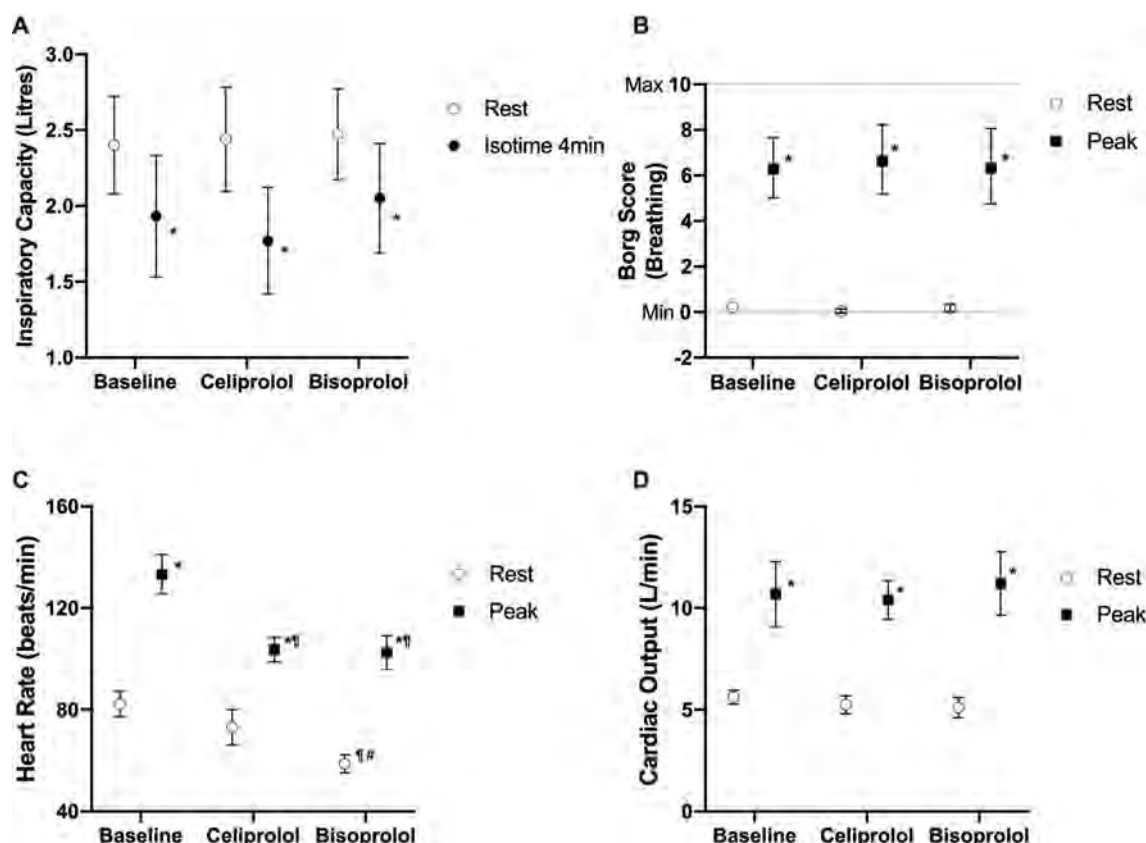 A
Inspiratory Capacity (Litres)
3.0
2.5
2.0
1.5
1.0
*
*
*
Baseline Celiprolol Bisoprolol
Rest
Isotime 4min
B
Borg Score
(Breathing)
Max 10
8
6
4
2
Min 0
-2
*
*
*
Baseline Celiprolol Bisoprolol
Rest
Peak
C
Heart Rate (beats/min)
160
120
80
40
*
*¶
*¶
¶#
Baseline Celiprolol Bisoprolol
Rest
Peak
D
Cardiac Output (L/min)
15
10
5
0
*
*
*
Baseline Celiprolol Bisoprolol
Rest
Peak